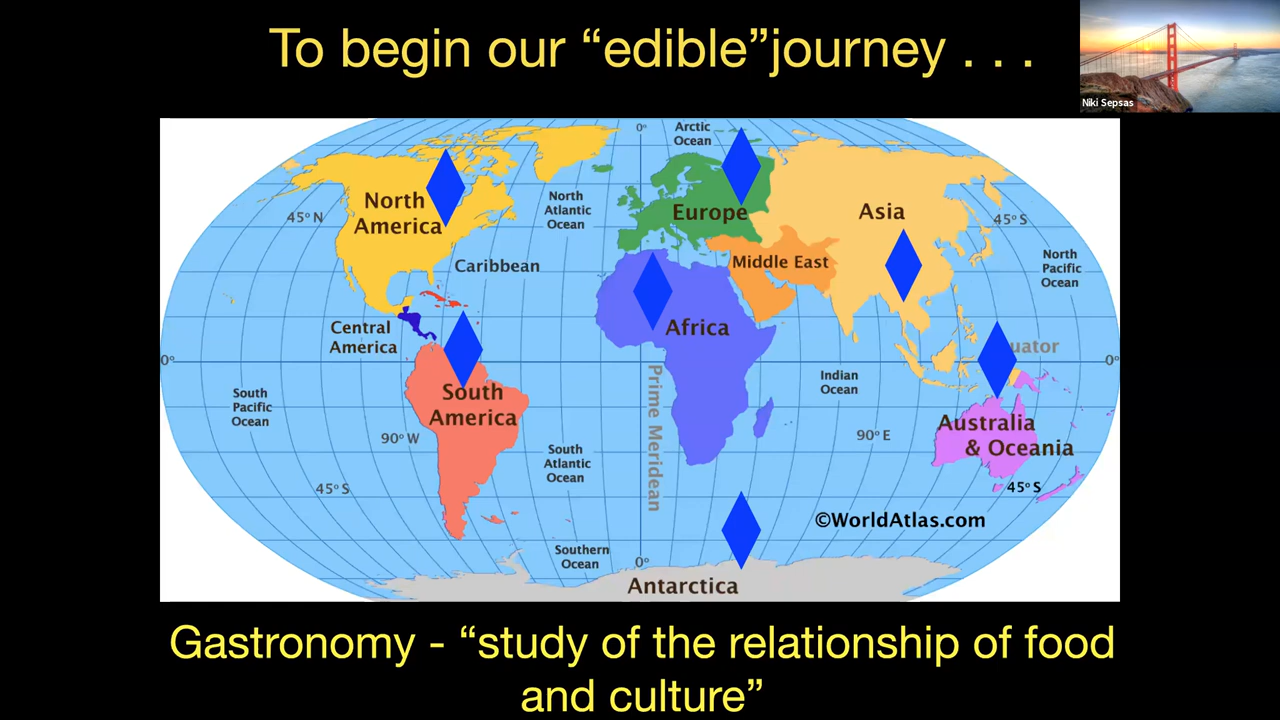 To begin our “edible”journey . . .
Niki Sepsas
0°
Arctic
Ocean
North
America
45° N
North
Atlantic
Ocean
Europe
Asia
45° S
North
Pacific
Ocean
Caribbean
Middle East
Central
America
Africa
0°
uator
0°
South
Pacific
Ocean
South
America
Prime Meridean
Indian
Ocean
90° W
90° E
Australia
& Oceania
South
Atlantic
Ocean
45° S
45° S
©WorldAtlas.com
Southern
Ocean
0°
Antarctica
Gastronomy - “study of the relationship of food
and culture”